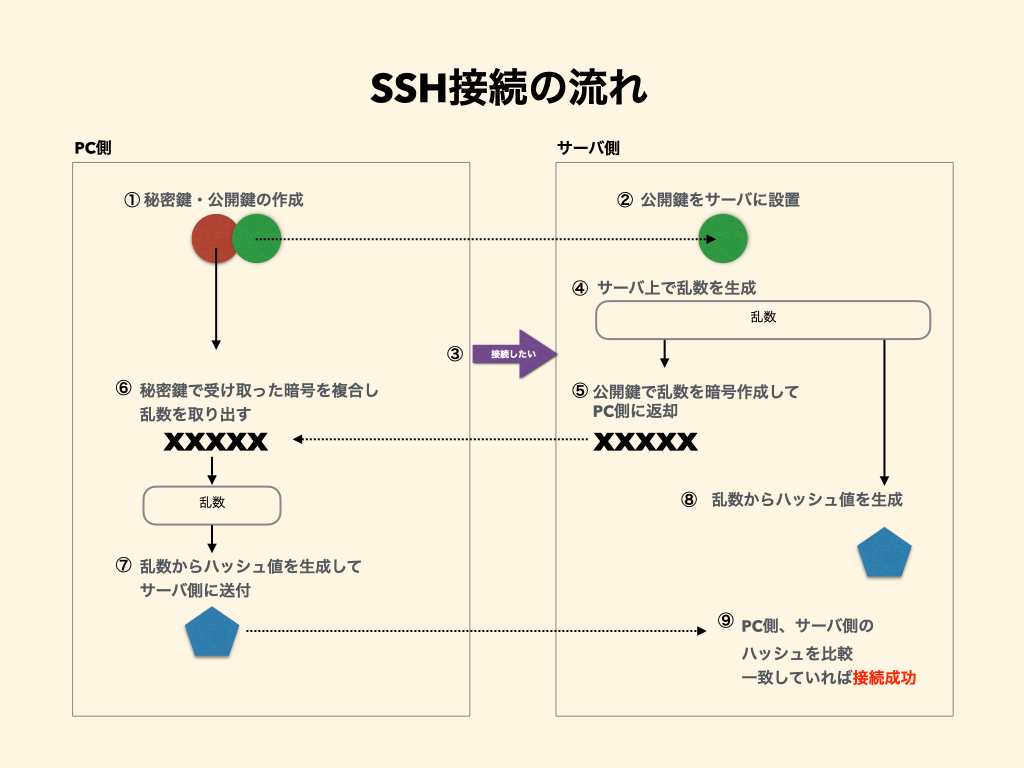 SSH接続の流れ
PC側
サーバ側
① 秘密鍵・公開鍵の作成
② 公開鍵をサーバに設置
④ サーバ上で乱数を生成
乱数
③ 接続したい
⑤ 公開鍵で乱数を暗号作成して
PC側に返却
XXXXX
⑥ 秘密鍵で受け取った暗号を複合し
乱数を取り出す
XXXXX
乱数
⑦ 乱数からハッシュ値を生成して
サーバ側に送付
⑧ 乱数からハッシュ値を生成
⑨ PC側、サーバ側の
ハッシュを比較
一致していれば接続成功